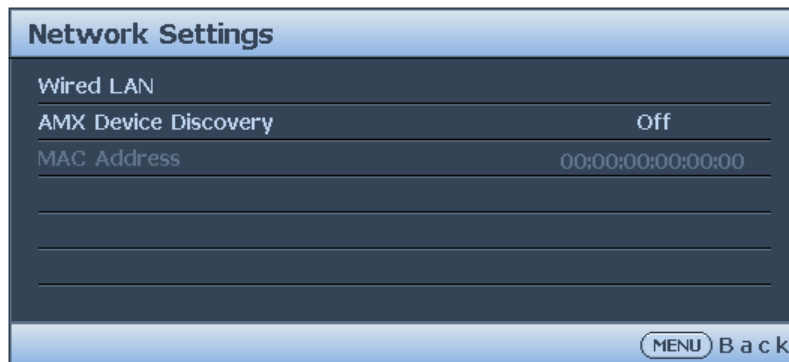 Network Settings
Wired LAN
AMX Device Discovery Off
MAC Address 00:00:00:00:00:00
MENU Back